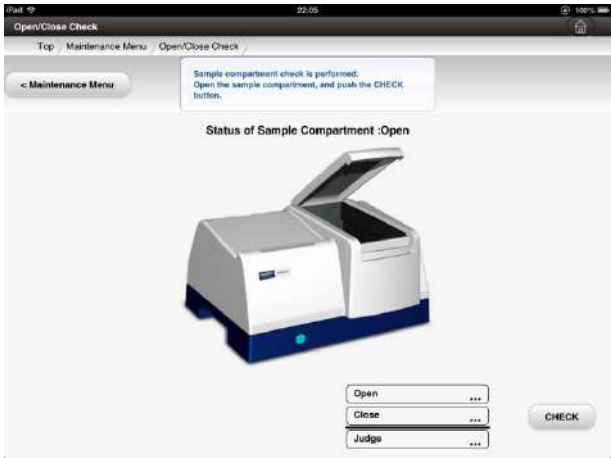 iPad 22:05 100%
Open/Close Check
Top Maintenance Menu Open/Close Check
< Maintenance Menu
Sample compartment check is performed.
Open the sample compartment, and push the CHECK
button.
Status of Sample Compartment :Open
Open ...
Close ...
Judge ...
CHECK